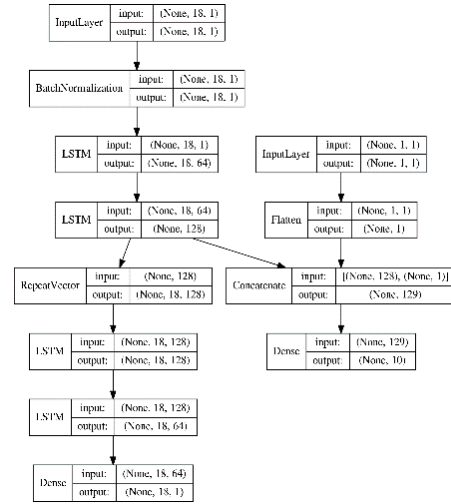 InputLayer input: (None, 18, 1)
output: (None, 18, 1)
BatchNormalization input: (None, 18, 1)
output: (None, 18, 1)
LSTM input: (None, 18, 1)
output: (None, 18, 64)
InputLayer input: (None, 1, 1)
output: (None, 1, 1)
LSTM input: (None, 18, 64)
output: (None, 128)
Flatten input: (None, 1, 1)
output: (None, 1)
RepeatVector input: (None, 128)
output: (None, 18, 128)
Concatenate input: [(None, 128), (None, 1)]
output: (None, 129)
LSTM input: (None, 18, 128)
output: (None, 18, 128)
Dense input: (None, 129)
output: (None, 10)
LSTM input: (None, 18, 128)
output: (None, 18, 64)
Dense input: (None, 18, 64)
output: (None, 18, 1)